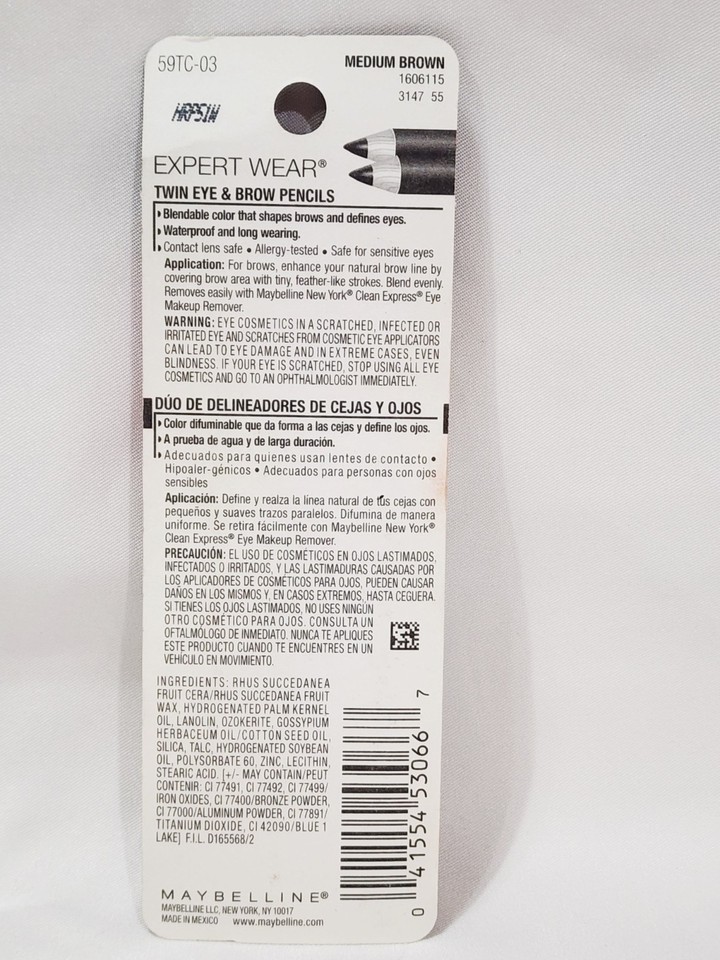 59TC-03
MEDIUM BROWN
1606115
3147 55
EXPERT WEAR®
TWIN EYE & BROW PENCILS
Blendable color that shapes brows and defines eyes.
Waterproof and long wearing.
Contact lens safe • Allergy-tested • Safe for sensitive eyes
Application: For brows, enhance your natural brow line by
covering brow area with tiny, feather-like strokes. Blend evenly.
Removes easily with Maybelline New York® Clean Express® Eye
Makeup Remover.
WARNING: EYE COSMETICS IN A SCRATCHED, INFECTED OR
IRRITATED EYE AND SCRATCHES FROM COSMETIC EYE APPLICATORS
CAN LEAD TO EYE DAMAGE AND IN EXTREME CASES, EVEN
BLINDNESS. IF YOUR EYE IS SCRATCHED, STOP USING ALL EYE
COSMETICS AND GO TO AN OPHTHALMOLOGIST IMMEDIATELY.
DÚO DE DELINEADORES DE CEJAS Y OJOS
Color difuminable que da forma a las cejas y define los ojos.
A prueba de agua y de larga duración.
Adecuados para quienes usan lentes de contacto •
Hipoaler-génicos • Adecuados para personas con ojos
sensibles
Aplicación: Define y realza la línea natural de tus cejas con
pequeños y suaves trazos paralelos. Difumina de manera
uniforme. Se retira fácilmente con Maybelline New York®
Clean Express® Eye Makeup Remover.
PRECAUCIÓN: EL USO DE COSMÉTICOS EN OJOS LASTIMADOS,
INFECTADOS O IRRITADOS, Y LAS LASTIMADURAS CAUSADAS POR
LOS APLICADORES DE COSMÉTICOS PARA OJOS, PUEDEN CAUSAR
DAÑOS EN LOS MISMOS Y, EN CASOS EXTREMOS, HASTA CEGUERA.
SI TIENES LOS OJOS LASTIMADOS, NO USES NINGÚN
OTRO COSMÉTICO PARA OJOS. CONSULTA UN
OFTALMÓLOGO DE INMEDIATO. NUNCA TE APLIQUES
ESTE PRODUCTO CUANDO TE ENCUENTRES EN UN
VEHÍCULO EN MOVIMIENTO.
INGREDIENTS: RHUS SUCCEDANEA
FRUIT CERA/RHUS SUCCEDANEA FRUIT
WAX, HYDROGENATED PALM KERNEL
OIL, LANOLIN, OZOKERITE, GOSSYPIUM
HERBACEUM OIL/COTTON SEED OIL,
SILICA, TALC, HYDROGENATED SOYBEAN
OIL, POLYSORBATE 60, ZINC, LECITHIN,
STEARIC ACID. [+/- MAY CONTAIN/PEUT
CONTENIR: CI 77491, CI 77492, CI 77499/
IRON OXIDES, CI 77400/BRONZE POWDER,
CI 77000/ALUMINUM POWDER, CI 77891/
TITANIUM DIOXIDE, CI 42090/BLUE 1
LAKE] F.I.L. D165568/2
0 41554 53066 7
MAYBELLINE®
MAYBELLINE LLC, NEW YORK, NY 10017
MADE IN MEXICO www.maybelline.com